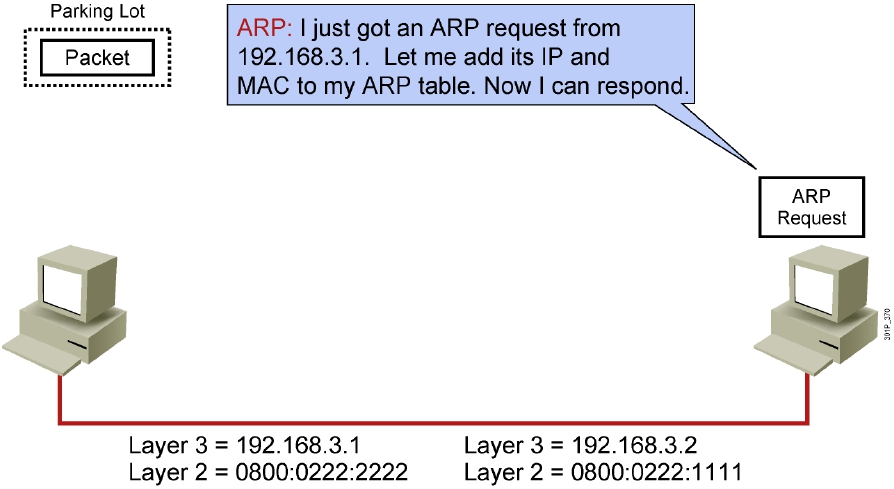 Parking Lot
Packet
ARP: I just got an ARP request from
192.168.3.1. Let me add its IP and
MAC to my ARP table. Now I can respond.
ARP
Request
301P_370
Layer 3 = 192.168.3.1
Layer 2 = 0800:0222:2222
Layer 3 = 192.168.3.2
Layer 2 = 0800:0222:1111